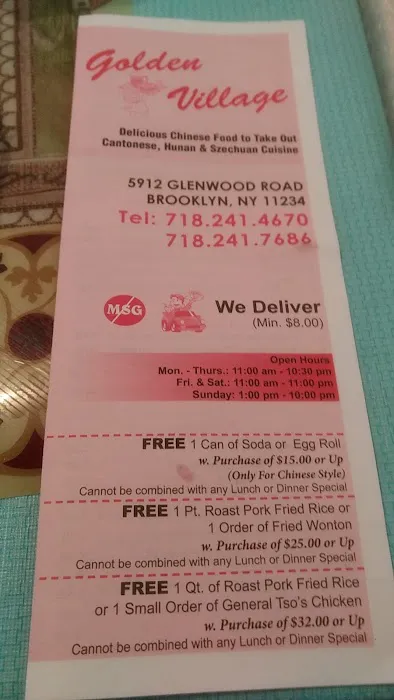 Golden
Village
Delicious Chinese Food to Take Out
Cantonese, Hunan & Szechuan Cuisine
5912 GLENWOOD ROAD
BROOKLYN, NY 11234
Tel: 718.241.4670
718.241.7686
MSG
We Deliver
(Min. $8.00)
Open Hours
Mon. - Thurs.: 11:00 am - 10:30 pm
Fri. & Sat.: 11:00 am - 11:00 pm
Sunday: 1:00 pm - 10:00 pm
FREE 1 Can of Soda or Egg Roll
w. Purchase of $15.00 or Up
(Only For Chinese Style)
Cannot be combined with any Lunch or Dinner Special
FREE 1 Pt. Roast Pork Fried Rice or
1 Order of Fried Wonton
w. Purchase of $25.00 or Up
Cannot be combined with any Lunch or Dinner Special
FREE 1 Qt. of Roast Pork Fried Rice
or 1 Small Order of General Tso's Chicken
w. Purchase of $32.00 or Up
Cannot be combined with any Lunch or Dinner Special